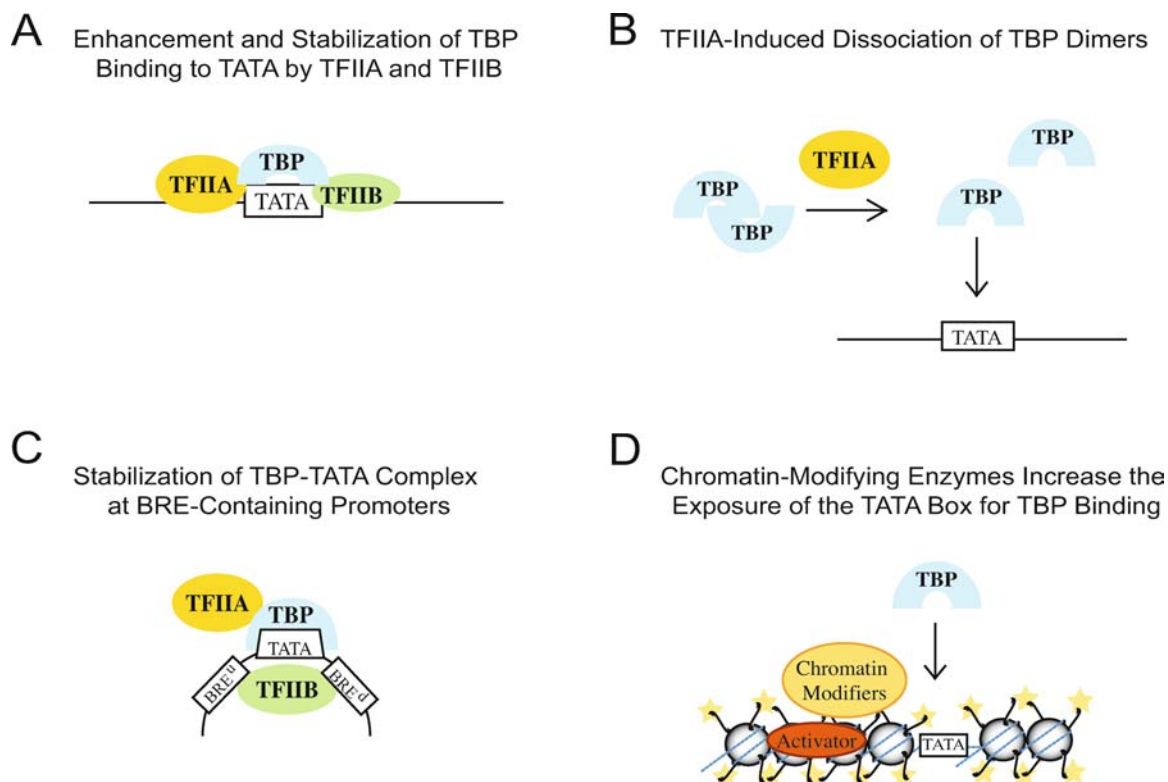 A
Enhancement and Stabilization of TBP
Binding to TATA by TFIIA and TFIIB
TBP
TFIIA
TATA
TFIIB
B
TFIIA-Induced Dissociation of TBP Dimers
TBP
TFIIA
TBP
TBP
TBP
TATA
C
Stabilization of TBP-TATA Complex
at BRE-Containing Promoters
TFIIA
TBP
TATA
BREu
TFIIB
BREd
D
Chromatin-Modifying Enzymes Increase the
Exposure of the TATA Box for TBP Binding
TBP
Chromatin
Modifiers
Activator
TATA